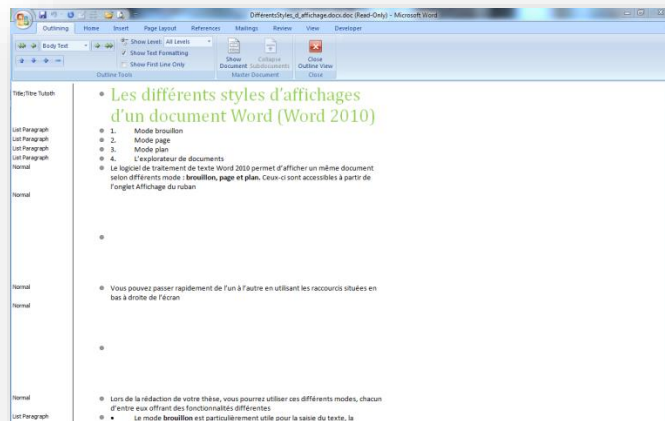 DifférentsStyles_d_affichage.docs.doc (Read-Only) - Microsoft Word
Outlining Home Insert Page Layout References Mailings Review View Developer
Body Text
Show Level: All Levels
Show Text Formatting
Show First Line Only
Outline Tools
Show Document
Collapse Subdocuments
Master Document
Close Outline View
Close
Title;Titre Tutoth
Les différents styles d'affichages
d'un document Word (Word 2010)
List Paragraph 1. Mode brouillon
List Paragraph 2. Mode page
List Paragraph 3. Mode plan
List Paragraph 4. L'explorateur de documents
Normal Le logiciel de traitement de texte Word 2010 permet d'afficher un même document
selon différents mode : brouillon, page et plan. Ceux-ci sont accessibles à partir de
l'onglet Affichage du ruban
Normal
Normal Vous pouvez passer rapidement de l'un à l'autre en utilisant les raccourcis situées en
bas à droite de l'écran
Normal
Normal Lors de la rédaction de votre thèse, vous pourrez utiliser ces différents modes, chacun
d'entre eux offrant des fonctionnalités différentes
List Paragraph • Le mode brouillon est particulièrement utile pour la saisie du texte, la